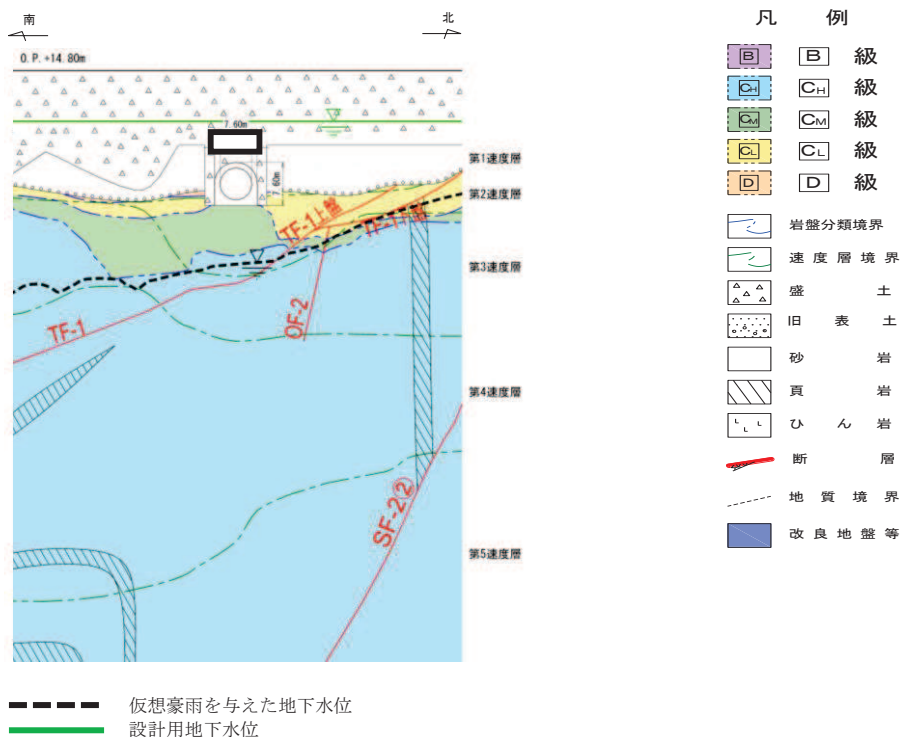 南
北
O.P.+14.80m
7.60m
7.60m
第1速度層
第2速度層
TF-1上盤
第3速度層
TF-1
OF-2
第4速度層
SF-2②
第5速度層
仮想豪雨を与えた地下水位
設計用地下水位
凡 例
B B 級
CH CH 級
CM CM 級
CL CL 級
D D 級
岩盤分類境界
速度層境界
盛土
旧表土
砂岩
頁岩
ひん岩
断層
地質境界
改良地盤等